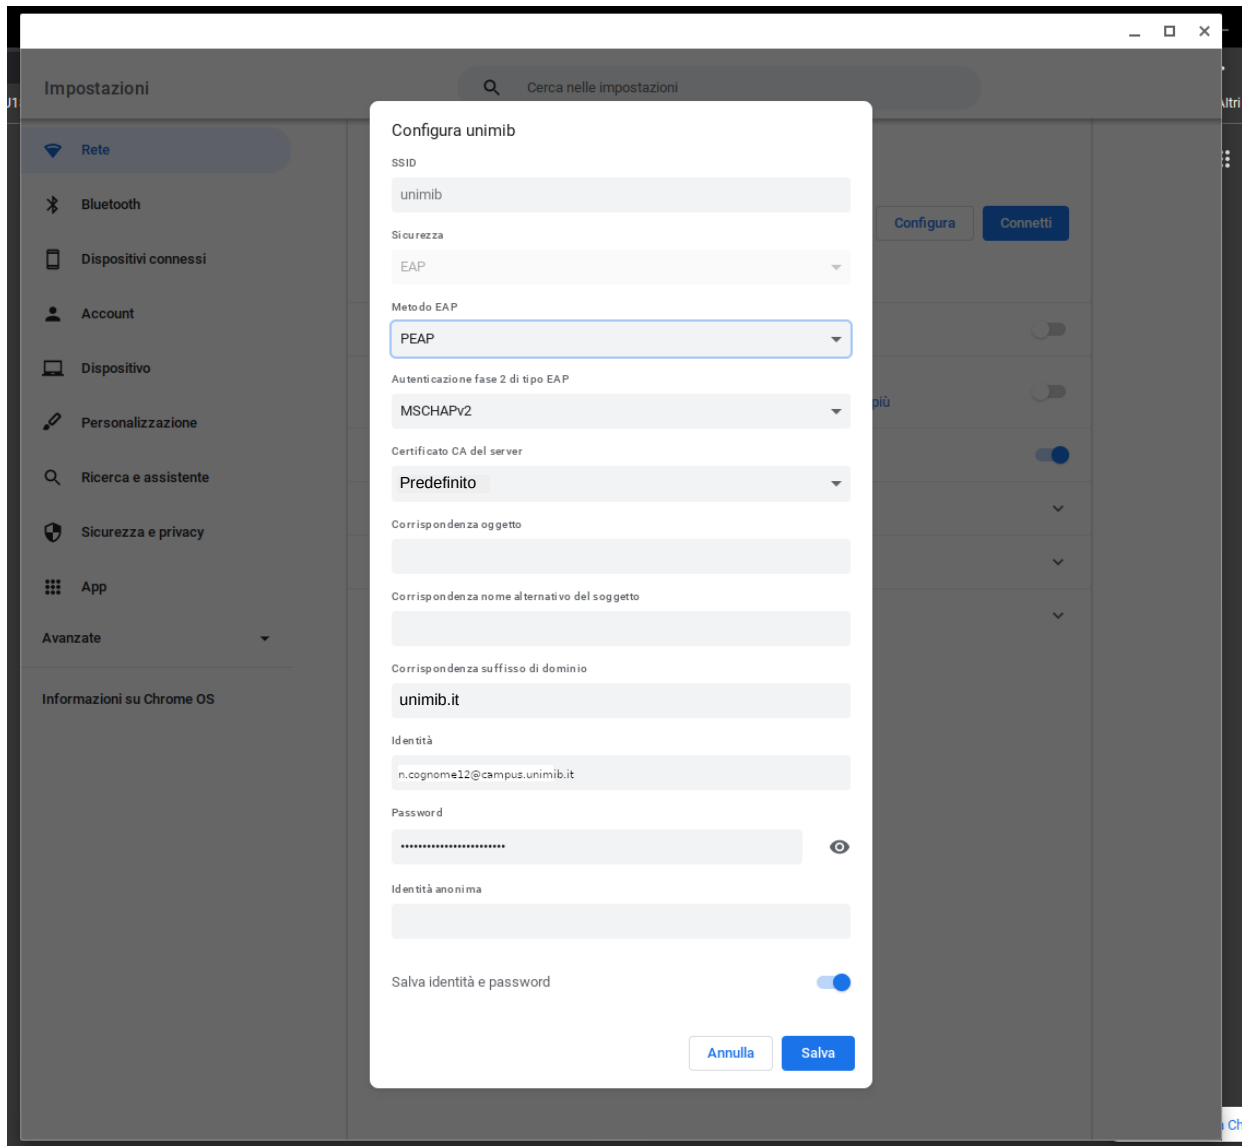 Impostazioni
Cerca nelle impostazioni
Altri
Rete
Bluetooth
Dispositivi connessi
Account
Dispositivo
Personalizzazione
Ricerca e assistente
Sicurezza e privacy
App
Avanzate
Informazioni su Chrome OS
Configura
Connetti
più
Configura unimib
SSID
unimib
Sicurezza
EAP
Metodo EAP
PEAP
Autenticazione fase 2 di tipo EAP
MSCHAPv2
Certificato CA del server
Predefinito
Corrispondenza oggetto
Corrispondenza nome alternativo del soggetto
Corrispondenza suffisso di dominio
unimib.it
Identità
n.cognome12@campus.unimib.it
Password
••••••••••••••••••••••••
Identità anonima
Salva identità e password
Annulla
Salva